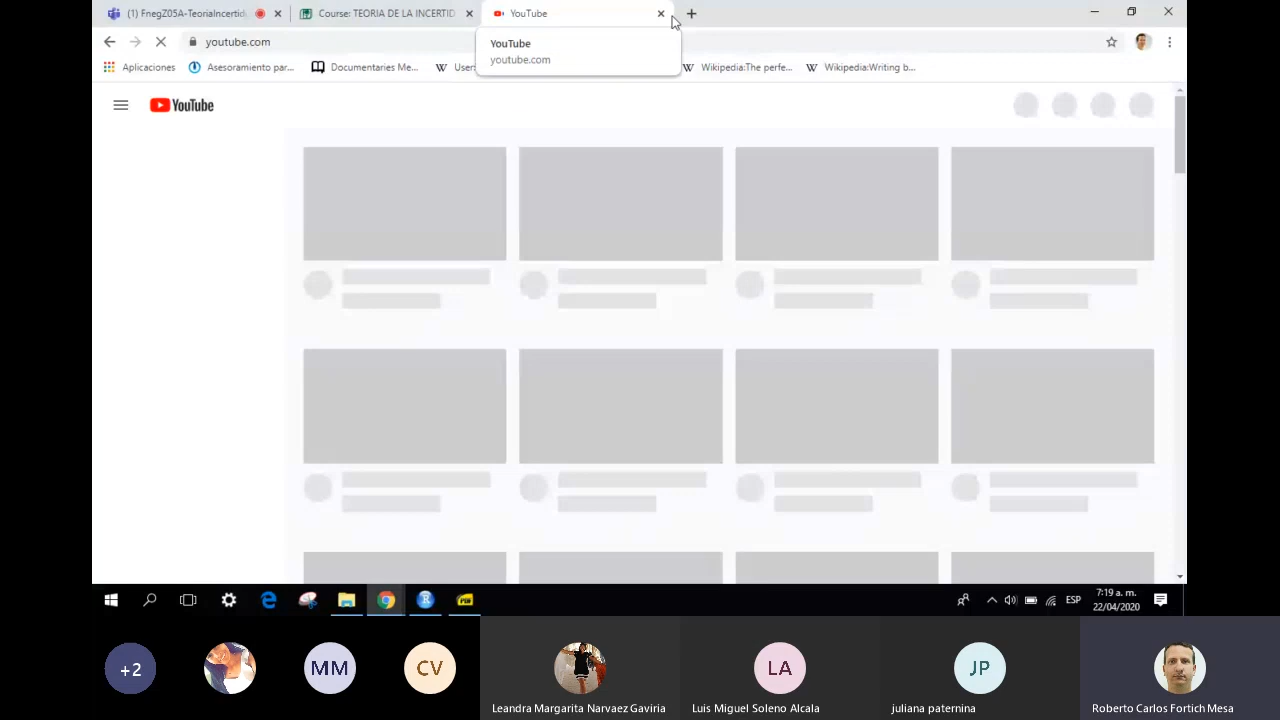 (1) FnegZ05A-TeoriaIncertidu
Course: TEORIA DE LA INCERTID
YouTube
youtube.com
YouTube
youtube.com
Aplicaciones
Asesoramiento par...
Documentaries Me...
Wikipedia:The perfe...
Wikipedia:Writing b...
YouTube
ESP
7:19 a. m.
22/04/2020
+2
MM
CV
LA
JP
Leandra Margarita Narvaez Gaviria
Luis Miguel Soleno Alcala
juliana paternina
Roberto Carlos Fortich Mesa